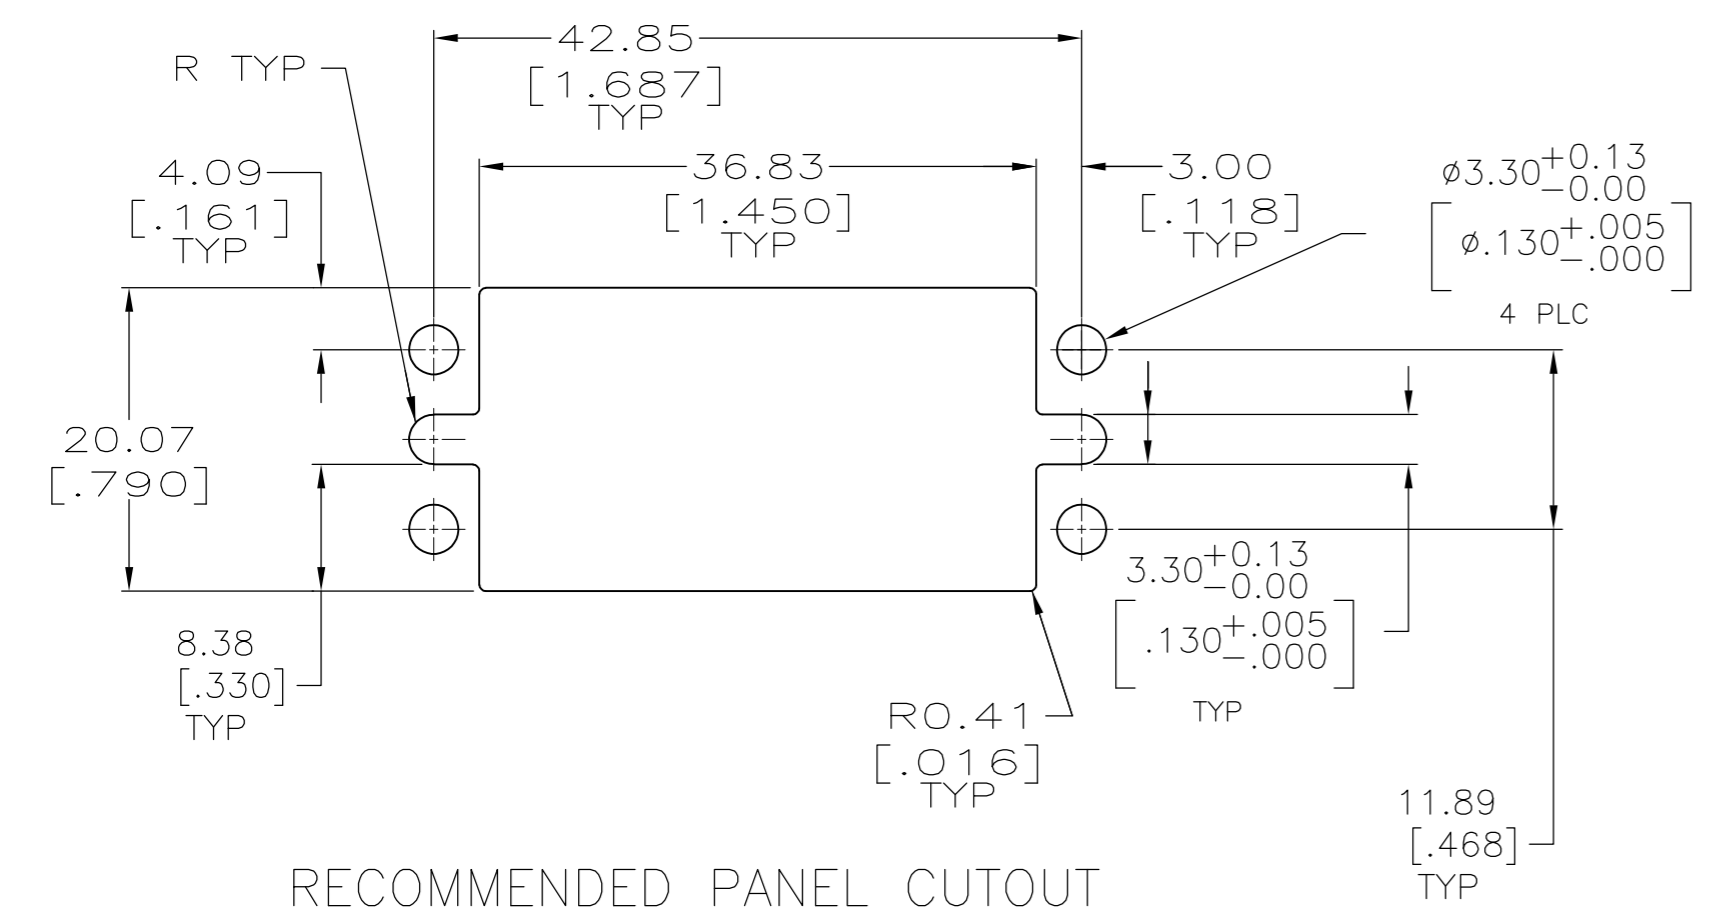 42.85
[1.687]
TYP
R TYP
4.09
[.161]
TYP
36.83
[1.450]
TYP
3.00
[.118]
TYP
ø3.30+0.13
-0.00
[ø.130+.005
-.000]
4 PLC
20.07
[.790]
8.38
[.330]
TYP
3.30+0.13
-0.00
[.130+.005
-.000]
TYP
R0.41
[.016]
TYP
11.89
[.468]
TYP
RECOMMENDED PANEL CUTOUT